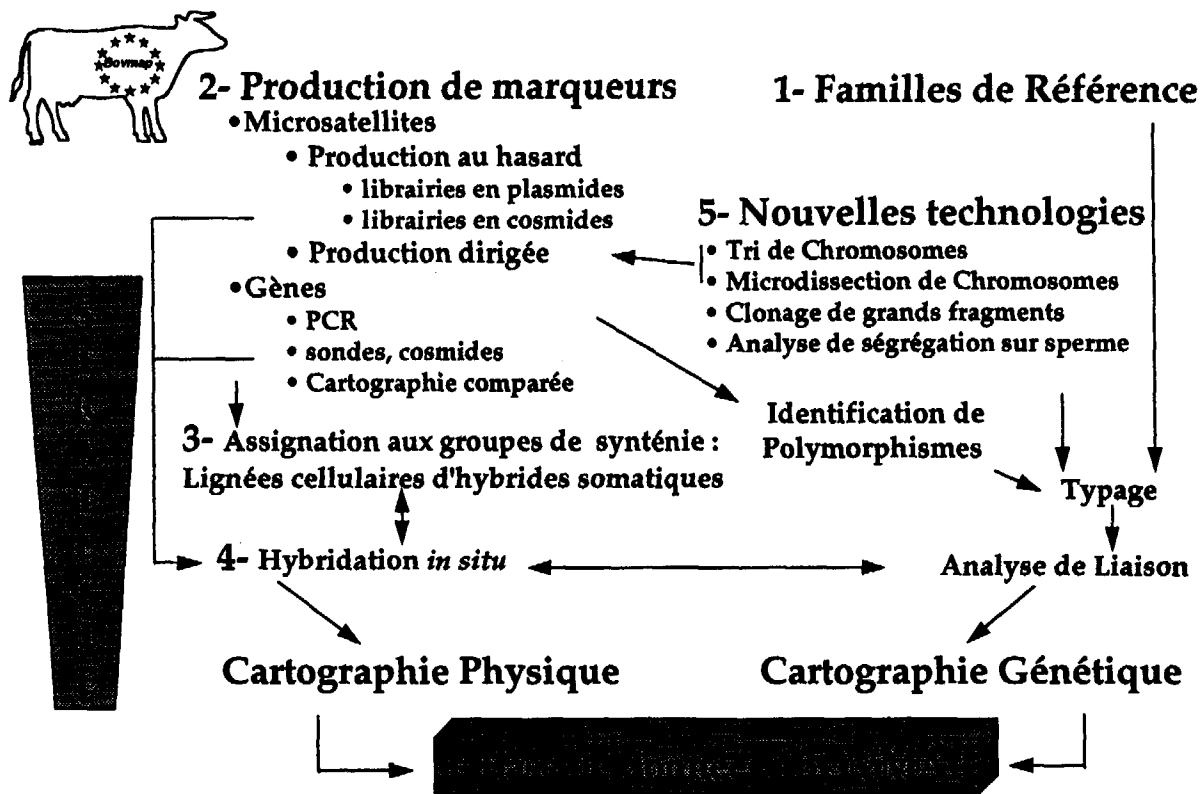 Bovmap
2- Production de marqueurs
•Microsatellites
• Production au hasard
• librairies en plasmides
• librairies en cosmides
• Production dirigée
•Gènes
• PCR
• sondes, cosmides
• Cartographie comparée
1- Familles de Référence
5- Nouvelles technologies
• Tri de Chromosomes
• Microdissection de Chromosomes
• Clonage de grands fragments
• Analyse de ségrégation sur sperme
3- Assignation aux groupes de synténie :
Lignées cellulaires d'hybrides somatiques
Identification de
Polymorphismes
Typage
4- Hybridation in situ
Analyse de Liaison
Cartographie Physique
Cartographie Génétique